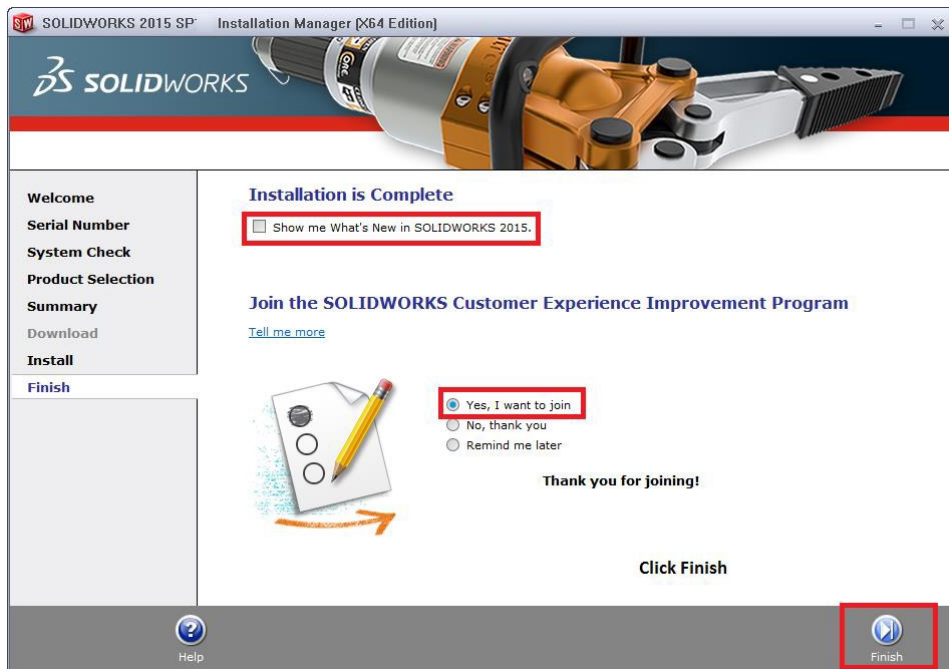 SOLIDWORKS 2015 SP Installation Manager (X64 Edition)
SOLIDWORKS
Welcome
Serial Number
System Check
Product Selection
Summary
Download
Install
Finish
Installation is Complete
Show me What's New in SOLIDWORKS 2015.
Join the SOLIDWORKS Customer Experience Improvement Program
Tell me more
Yes, I want to join
No, thank you
Remind me later
Thank you for joining!
Click Finish
Help
Finish